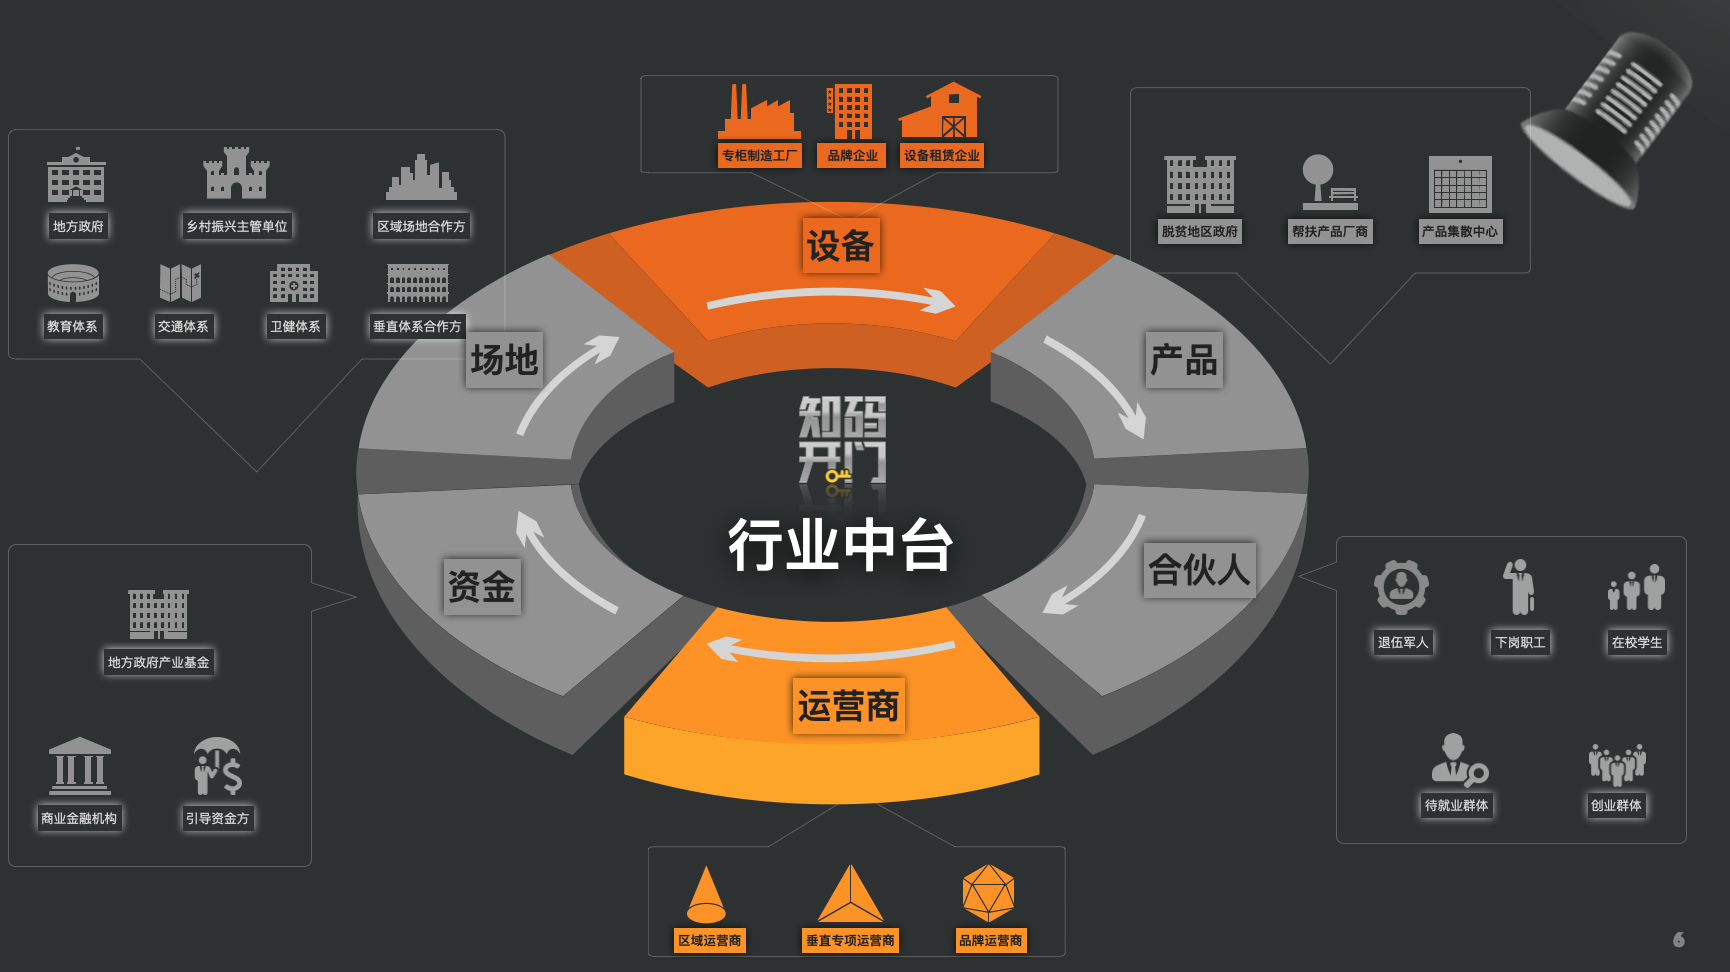 专柜制造工厂
品牌企业
设备租赁企业
地方政府
乡村振兴主管单位
区域场地合作方
教育体系
交通体系
卫健体系
垂直体系合作方
脱贫地区政府
帮扶产品厂商
产品集散中心
设备
场地
产品
知码
开门
行业中台
资金
合伙人
运营商
地方政府产业基金
商业金融机构
引导资金方
退伍军人
下岗职工
在校学生
待就业群体
创业群体
区域运营商
垂直专项运营商
品牌运营商
6